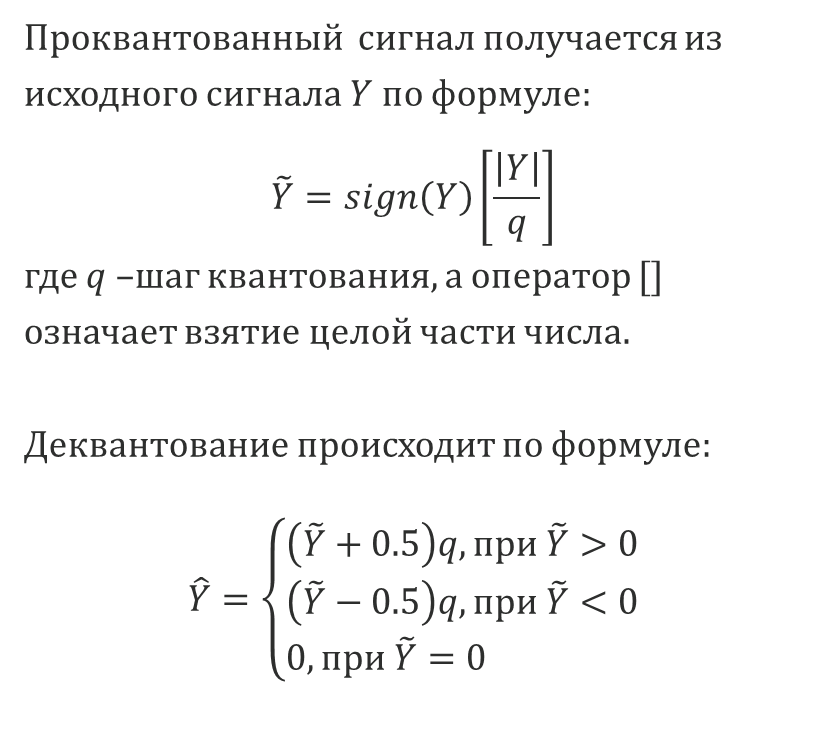 Проквантованный сигнал получается из
исходного сигнала Y по формуле:
Ỹ = sign(Y) [|Y|/q]
где q –шаг квантования, а оператор []
означает взятие целой части числа.
Деквантование происходит по формуле:
Ŷ = {
(Ỹ + 0.5)q, при Ỹ > 0
(Ỹ − 0.5)q, при Ỹ < 0
0, при Ỹ = 0